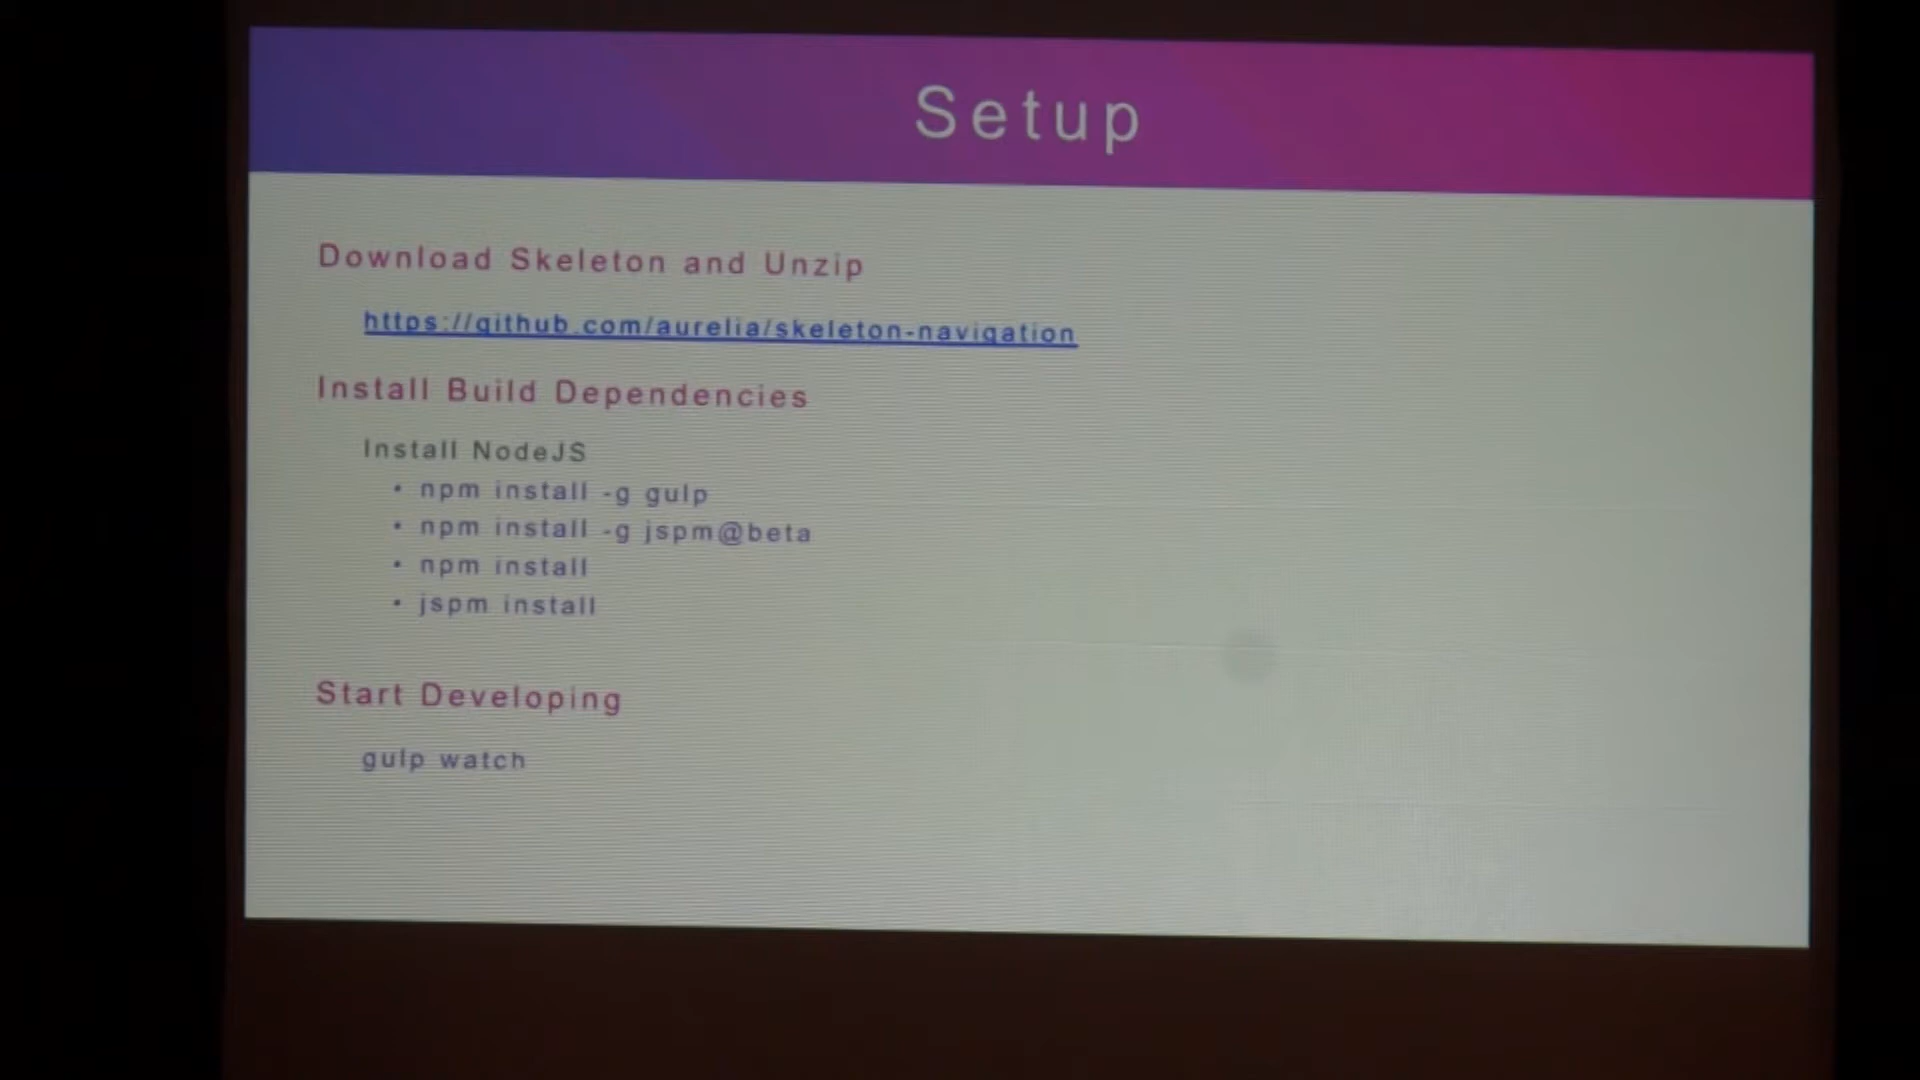 Setup
Download Skeleton and Unzip
https://github.com/aurelia/skeleton-navigation
Install Build Dependencies
Install NodeJS
• npm install -g gulp
• npm install -g jspm@beta
• npm install
• jspm install
Start Developing
gulp watch